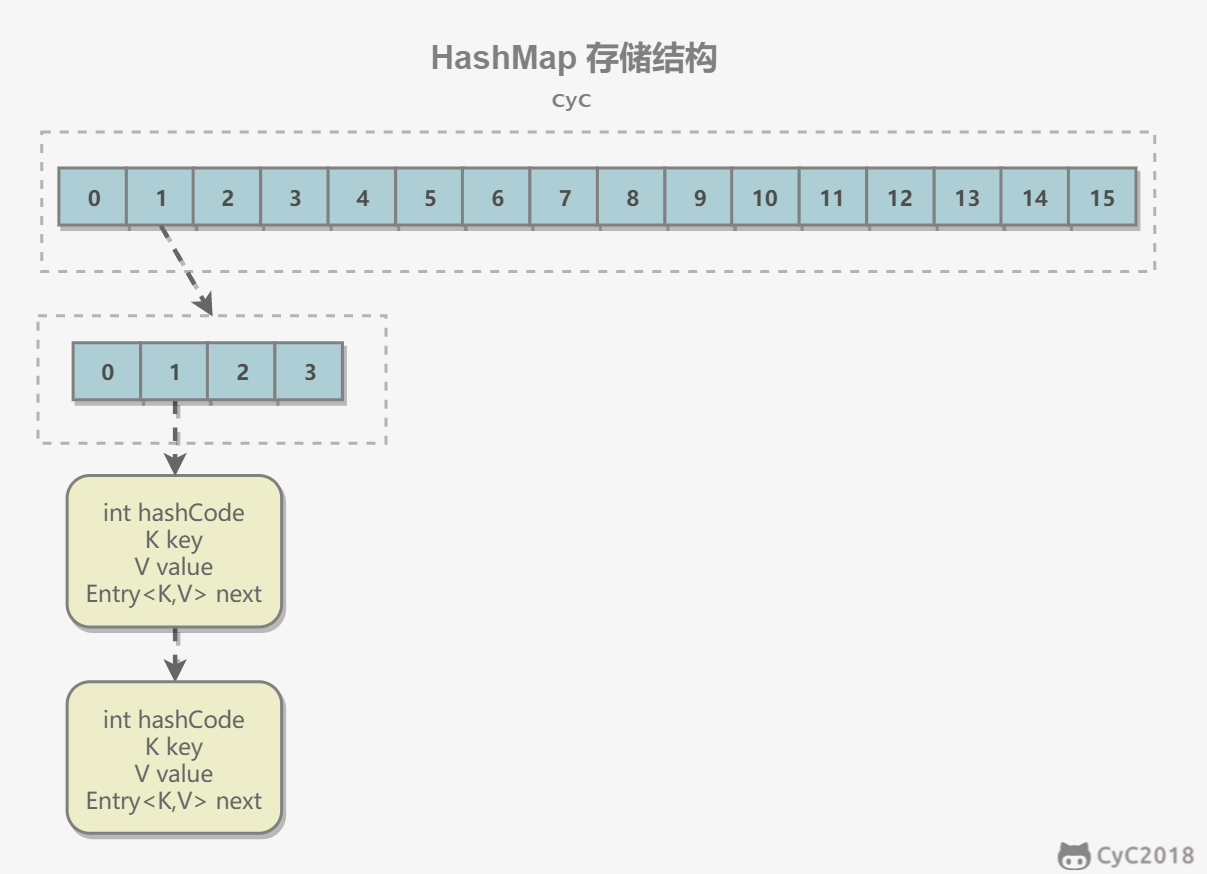 HashMap 存储结构
CyC
0 1 2 3 4 5 6 7 8 9 10 11 12 13 14 15
0 1 2 3
int hashCode
K key
V value
Entry<K,V> next
int hashCode
K key
V value
Entry<K,V> next
CyC2018